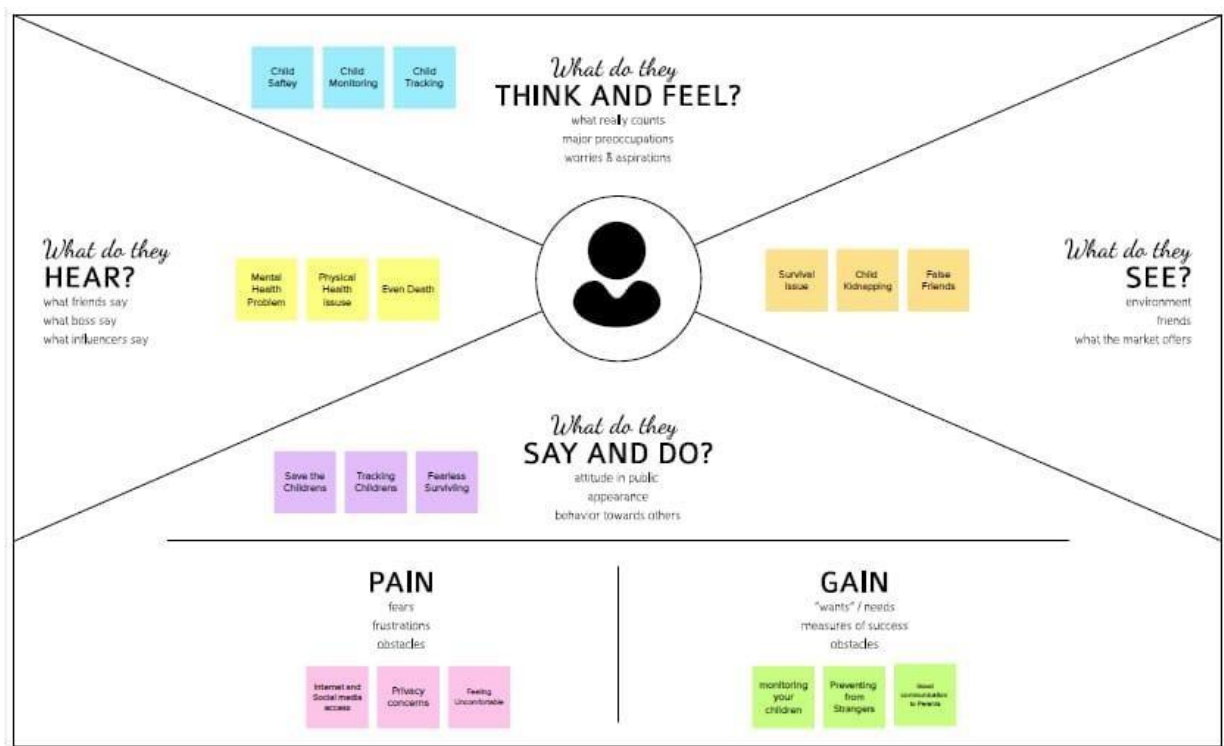 Child
Saftey
Child
Monitoring
Child
Tracking
What do they
THINK AND FEEL?
what really counts
major preoccupations
worries & aspirations
What do they
HEAR?
what friends say
what boss say
what influencers say
Mental
Health
Problem
Physical
Health
Issuse
Even Death
Survival
Issue
Child
Kidnapping
False
Friends
What do they
SEE?
environment
friends
what the market offers
What do they
SAY AND DO?
attitude in public
appearance
behavior towards others
Save the
Childrens
Tracking
Childrens
Fearless
Surviviing
PAIN
fears
frustrations
obstacles
Internet and
Social media
access
Privacy
concerns
Feeling
Uncomfortable
GAIN
"wants" / needs
measures of success
obstacles
monitoring
your
children
Preventing
from
Strangers
Good
communication
to Parents